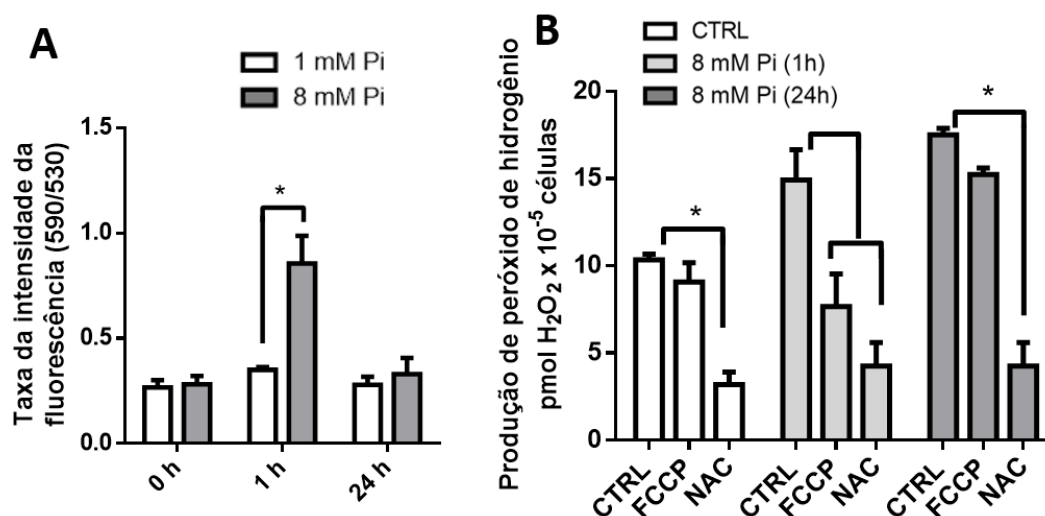 A
1 mM Pi
8 mM Pi
Taxa da intensidade da
fluorescência (590/530)
1.5
1.0
0.5
0.0
*
0 h
1 h
24 h
B
CTRL
8 mM Pi (1h)
8 mM Pi (24h)
Produção de peróxido de hidrogênio
pmol H₂O₂ x 10⁻⁵ células
20
15
10
5
0
*
*
CTRL
FCCP
NAC
CTRL
FCCP
NAC
CTRL
FCCP
NAC